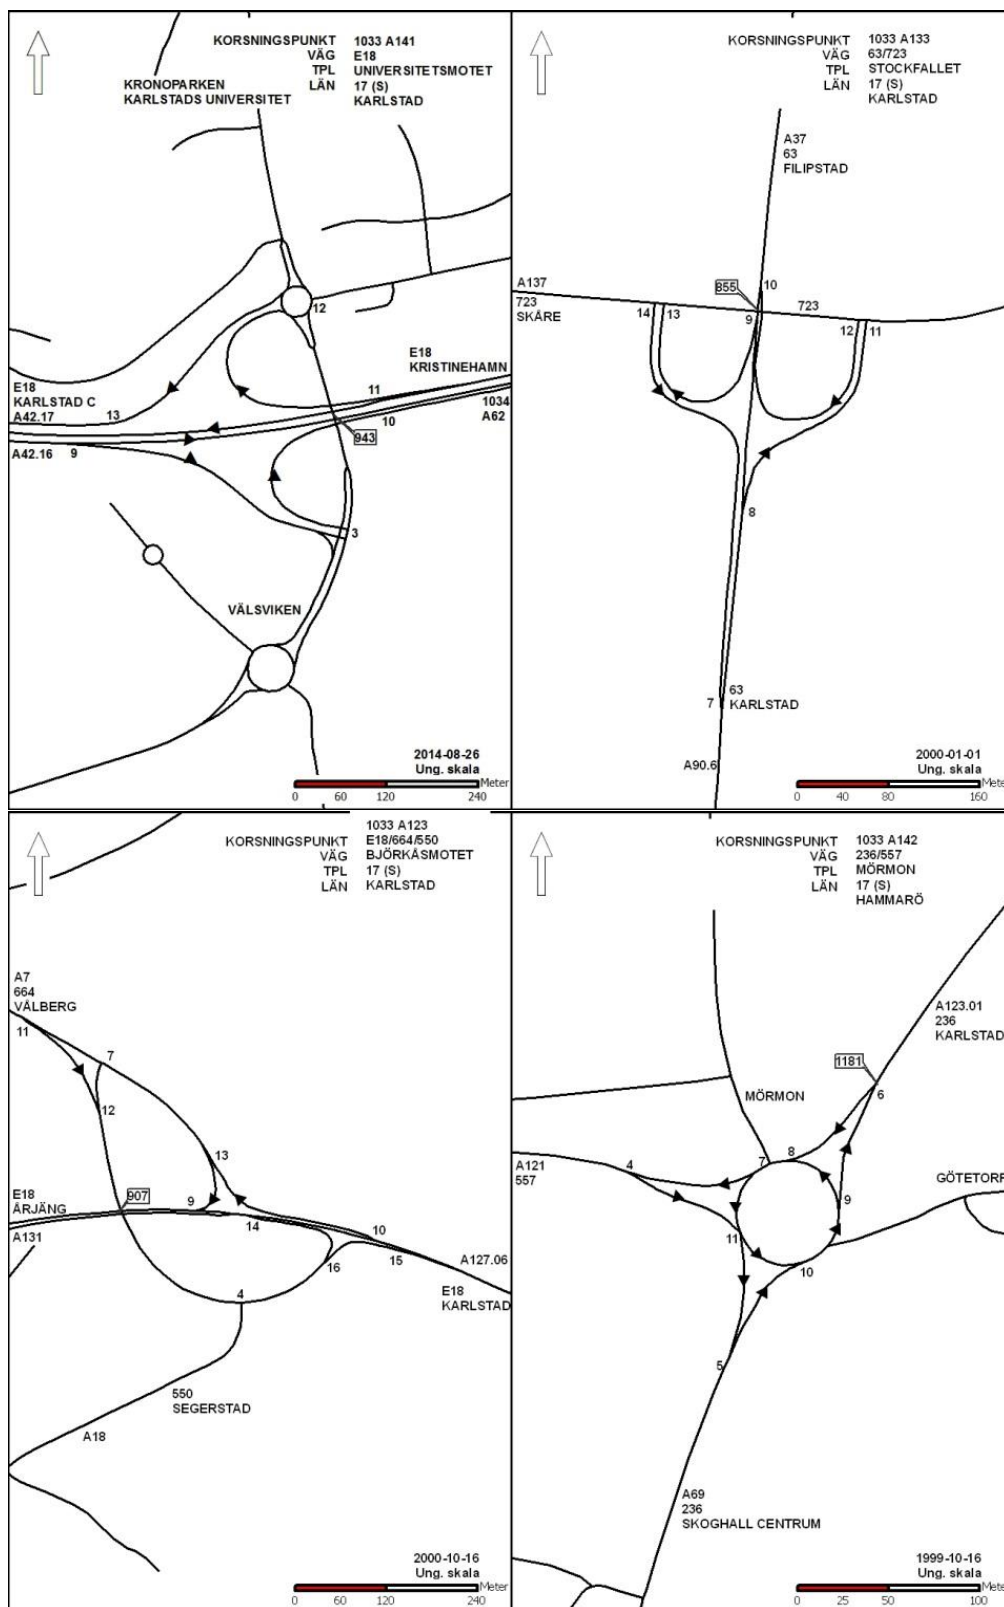 KORSNINGSPUNKT 1033 A141
VÄG E18
TPL UNIVERSITETSMOTET
LÄN 17 (S)
KARLSTAD
KRONOPARKEN
KARLSTADS UNIVERSITET
12
E18
KRISTINEHAMN
11
10
1034
A62
943
E18
KARLSTAD C
A42.17
13
A42.16
9
3
VÄLSVIKEN
2014-08-26
Ung. skala
Meter
0 60 120 240
KORSNINGSPUNKT 1033 A133
VÄG 63/723
TPL STOCKFALLET
LÄN 17 (S)
KARLSTAD
A37
63
FILIPSTAD
A137
723
SKÅRE
855
10
9
723
14 13
12 11
8
7
63
KARLSTAD
A90.6
2000-01-01
Ung. skala
Mete
0 40 80 160
1033 A123
KORSNINGSPUNKT E18/664/550
VÄG BJÖRKÅSMOTET
TPL 17 (S)
LÄN KARLSTAD
A7
664
VÅLBERG
11
7
12
13
E18
ÅRJÄNG
A131
907
9
14
10
15
16
A127.06
E18
KARLSTAD
4
550
SEGERSTAD
A18
2000-10-16
Ung. skala
Meter
0 60 120 240
KORSNINGSPUNKT 1033 A142
VÄG 236/557
TPL MÖRMON
LÄN 17 (S)
HAMMARÖ
A123.01
236
KARLSTAD
1181
6
MÖRMON
A121
557
4
7
8
9
GÖTETORP
11
10
5
A69
236
SKOGHALL CENTRUM
1999-10-16
Ung. skala
Mete
0 25 50 100